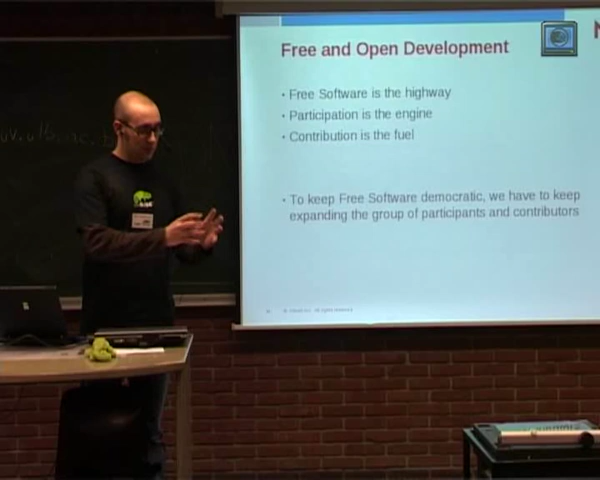 Free and Open Development
• Free Software is the highway
• Participation is the engine
• Contribution is the fuel
• To keep Free Software democratic, we have to keep
expanding the group of participants and contributors